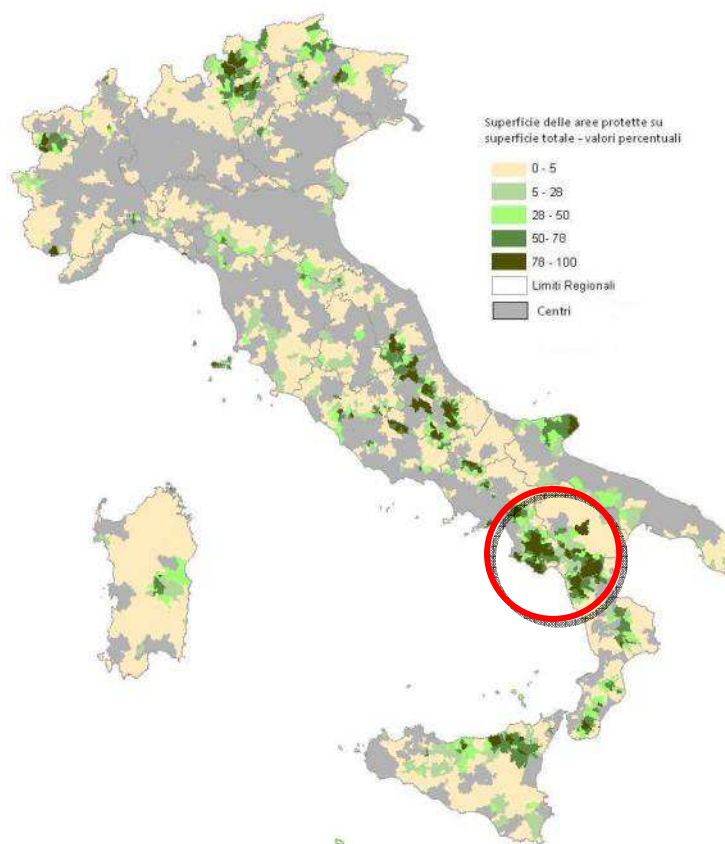 Superficie delle aree protette su
superficie totale - valori percentuali
0 - 5
5 - 28
28 - 50
50- 78
78 - 100
Limiti Regionali
Centri